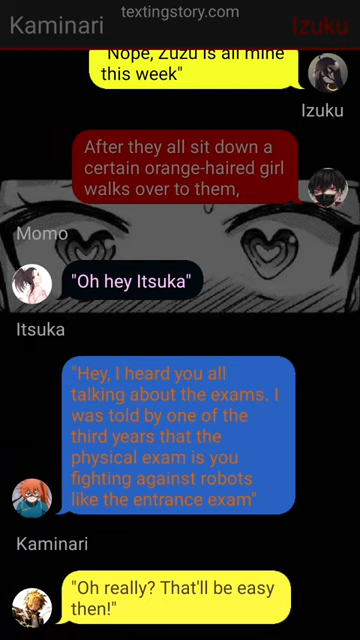 textingstory.com
Kaminari
Izuku
"Nope, Zuzu is all mine
this week"
Izuku
After they all sit down a
certain orange-haired girl
walks over to them,
Momo
"Oh hey Itsuka"
Itsuka
"Hey, I heard you all
talking about the exams. I
was told by one of the
third years that the
physical exam is you
fighting against robots
like the entrance exam"
Kaminari
"Oh really? That'll be easy
then!"